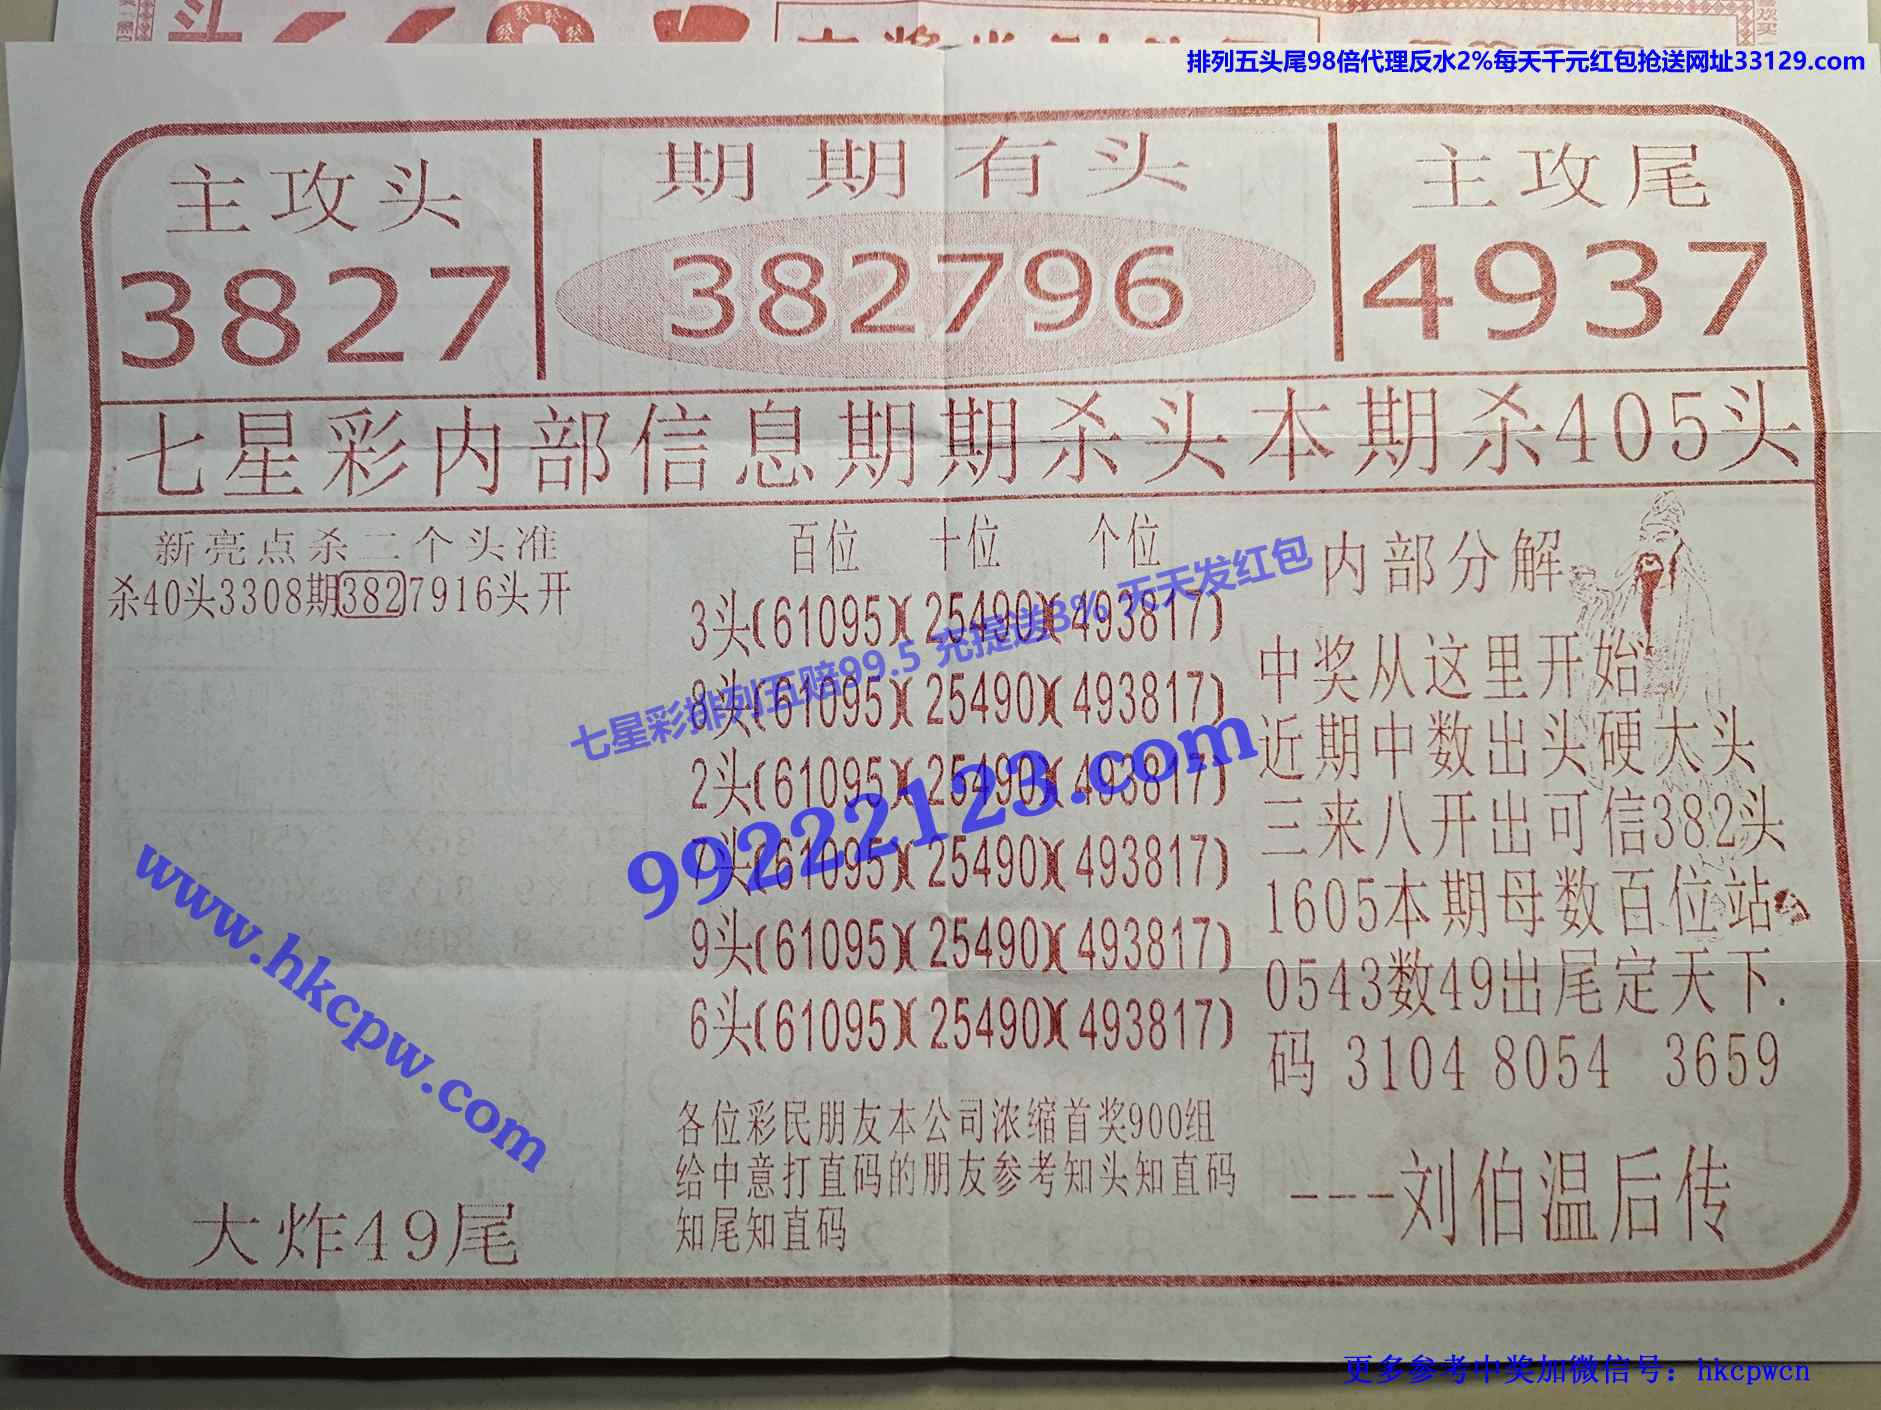 排列五头尾98倍代理反水2%每天千元红包抢送网址33129.com
主攻头
3827
期期有头
382796
主攻尾
4937
七星彩内部信息期期杀头本期杀405头
新亮点杀二个头准
杀40头3308期3827916头开
大炸49尾
百位 十位 个位
3头(61095)(25490)(493817)
8头(61095)(25490)(493817)
2头(61095)(25490)(493817)
7头(61095)(25490)(493817)
9头(61095)(25490)(493817)
6头(61095)(25490)(493817)
各位彩民朋友本公司浓缩首奖900组
给中意打直码的朋友参考知头知直码
知尾知直码
内部分解
中奖从这里开始
近期中数出头硬太头
三来八开出可信382头
1605本期母数百位站
0543数49出尾定天下.
码 3104 8054 3659
---刘伯温后传
七星彩排列五赔99.5 充提送3% 天天发红包
99222123.com
www.hkcpw.com
更多参考中奖加微信号：hkcpwcn